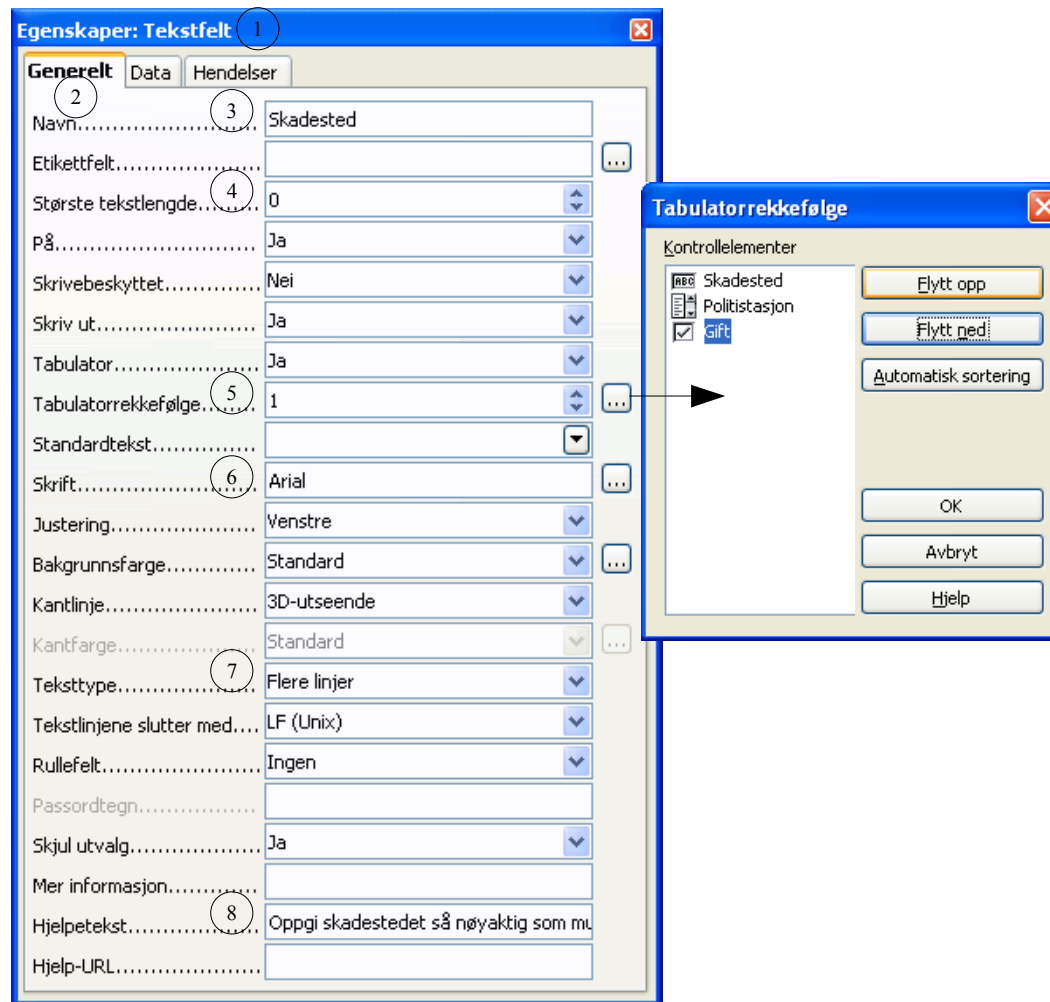 Egenskaper: Tekstfelt 1
Generelt Data Hendelser
2
Navn........................... 3 Skadested
Etikettfelt...................... ...
Største tekstlengde......... 4 0
På............................. Ja
Skrivebeskyttet.............. Nei
Skriv ut........................ Ja
Tabulator..................... Ja
Tabulatorrekkefølge........ 5 1 ...
Standardtekst...............
Skrift........................... 6 Arial ...
Justering...................... Venstre
Bakgrunnsfarge............. Standard ...
Kantlinje....................... 3D-utseende
Kantfarge..................... Standard ...
Teksttype..................... 7 Flere linjer
Tekstlinjene slutter med.... LF (Unix)
Rullefelt........................ Ingen
Passordtegn.................
Skjul utvalg................... Ja
Mer informasjon.............
Hjelpetekst................... 8 Oppgi skadestedet så nøyaktig som mu
Hjelp-URL.....................
Tabulatorrekkefølge
Kontrollelementer
ABC Skadested
Politistasjon
Gift
Flytt opp
Flytt ned
Automatisk sortering
OK
Avbryt
Hjelp